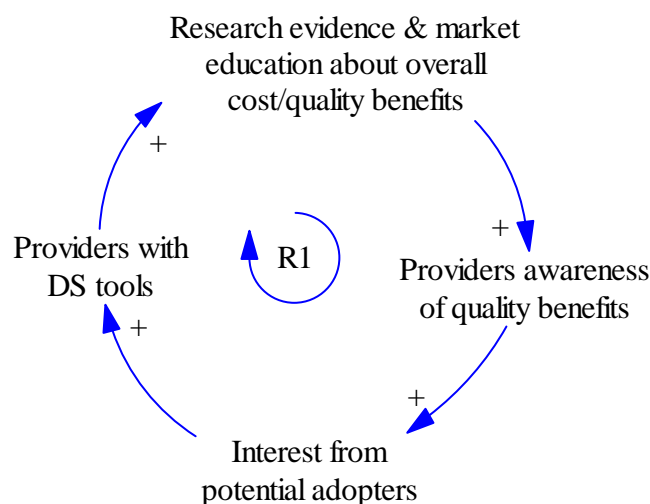 Research evidence & market
education about overall
cost/quality benefits
+
+
Providers with
DS tools
R1
Providers awareness
of quality benefits
+
+
Interest from
potential adopters